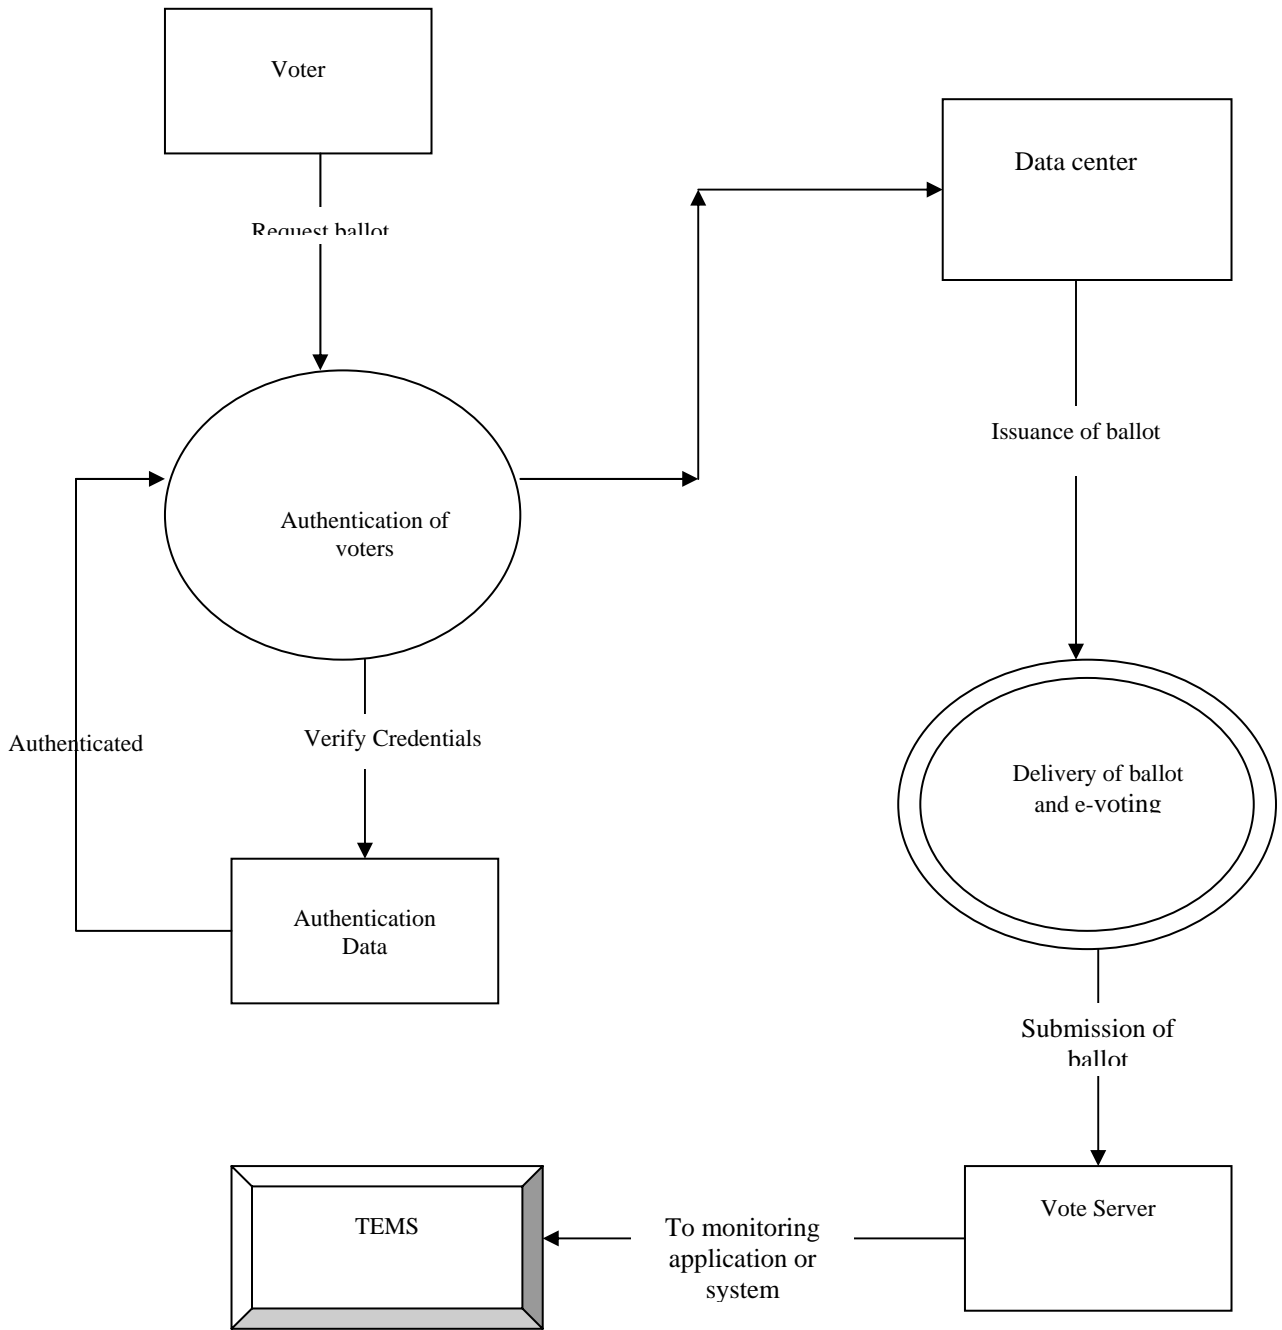 Voter
Data center
Request ballot
Issuance of ballot
Authentication of
voters
Authenticated
Verify Credentials
Delivery of ballot
and e-voting
Authentication
Data
Submission of
ballot
Vote Server
TEMS
To monitoring
application or
system